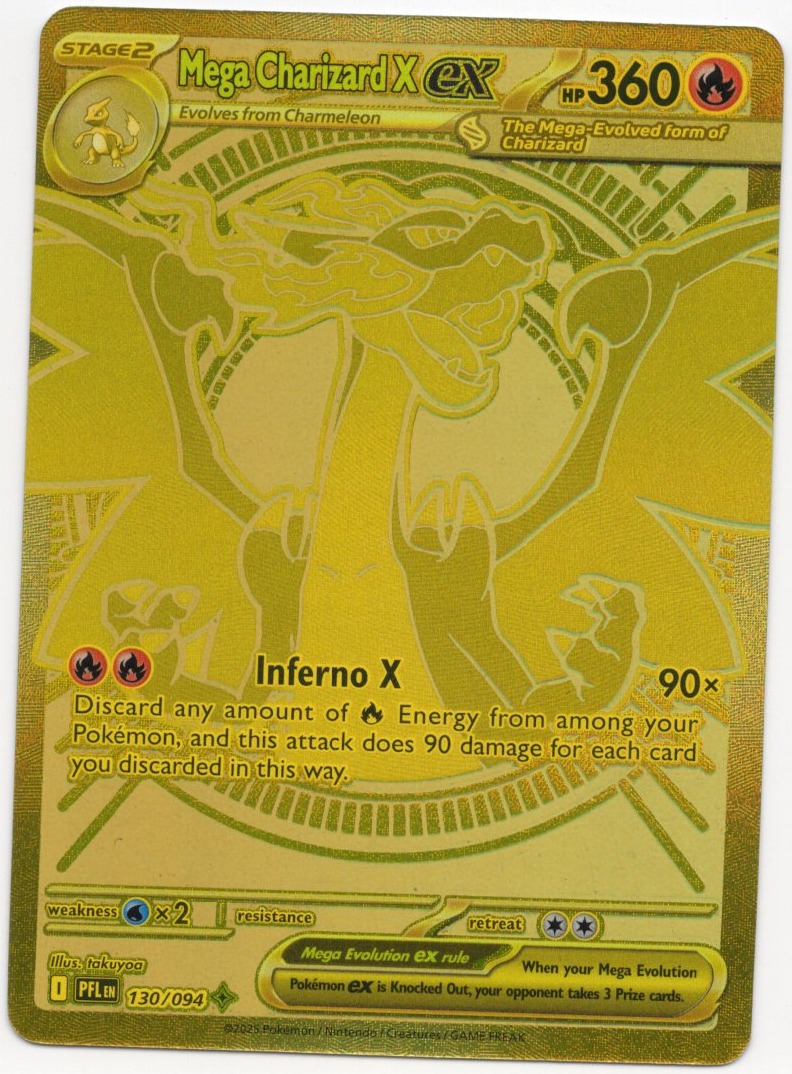 STAGE2
Mega Charizard X ex
HP360
Evolves from Charmeleon
The Mega-Evolved form of
Charizard
Inferno X
90×
Discard any amount of Energy from among your
Pokémon, and this attack does 90 damage for each card
you discarded in this way.
weakness ×2
resistance
retreat
Illus. takuyoa
Mega Evolution ex rule
When your Mega Evolution
Pokémon ex is Knocked Out, your opponent takes 3 Prize cards.
I PFL EN 130/094
©2025 Pokémon / Nintendo / Creatures / GAME FREAK